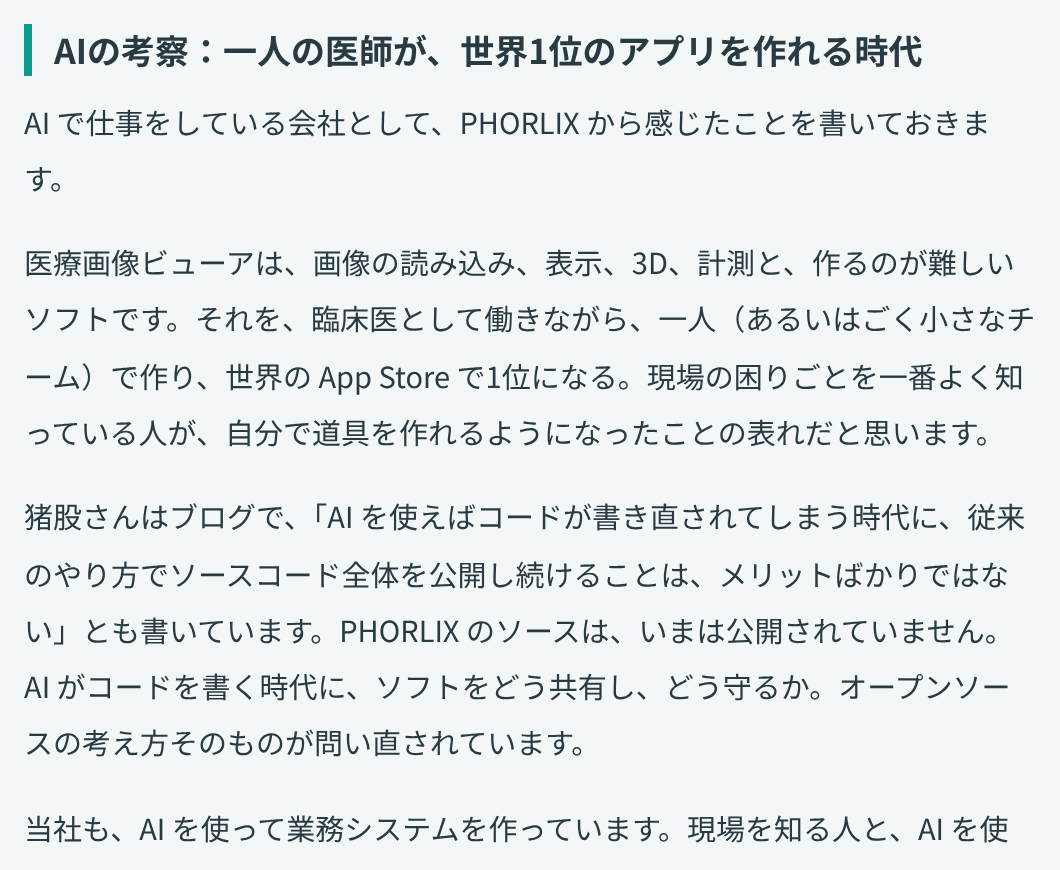 AIの考察：一人の医師が、世界1位のアプリを作れる時代
AI で仕事をしている会社として、PHORLIX から感じたことを書いておきま
す。
医療画像ビューアは、画像の読み込み、表示、3D、計測と、作るのが難しい
ソフトです。それを、臨床医として働きながら、一人（あるいはごく小さなチ
ーム）で作り、世界の App Store で1位になる。現場の困りごとを一番よく知
っている人が、自分で道具を作れるようになったことの表れだと思います。
猪股さんはブログで、「AI を使えばコードが書き直されてしまう時代に、従来
のやり方でソースコード全体を公開し続けることは、メリットばかりではな
い」とも書いています。PHORLIX のソースは、いまは公開されていません。
AI がコードを書く時代に、ソフトをどう共有し、どう守るか。オープンソー
スの考え方そのものが問い直されています。
当社も、AI を使って業務システムを作っています。現場を知る人と、AI を使